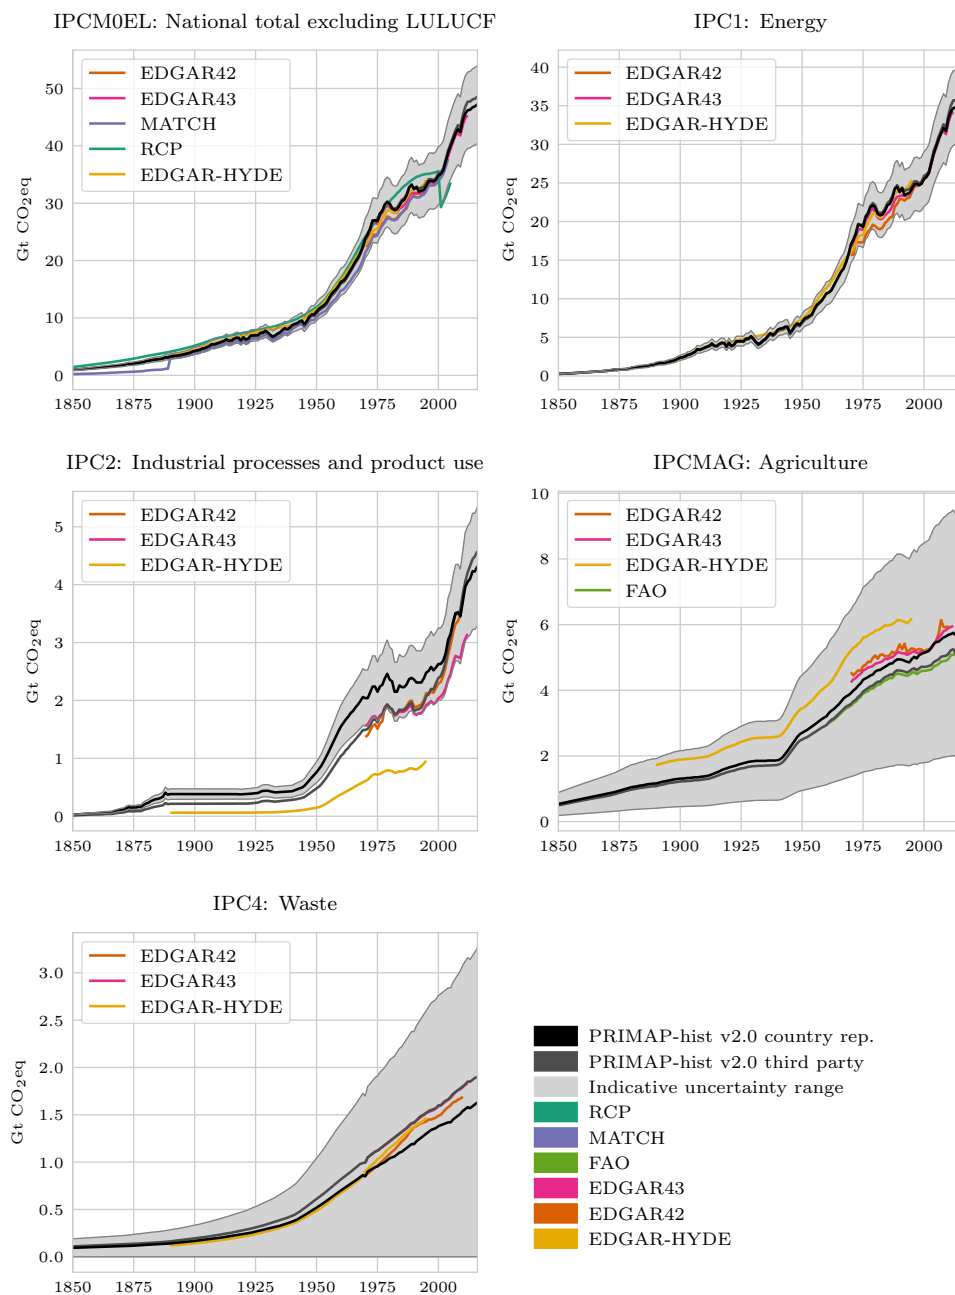 IPCM0EL: National total excluding LULUCF
EDGAR42
EDGAR43
MATCH
RCP
EDGAR-HYDE
Gt CO₂eq
50
40
30
20
10
0
1850 1875 1900 1925 1950 1975 2000
IPC1: Energy
EDGAR42
EDGAR43
EDGAR-HYDE
Gt CO₂eq
40
35
30
25
20
15
10
5
0
1850 1875 1900 1925 1950 1975 2000
IPC2: Industrial processes and product use
EDGAR42
EDGAR43
EDGAR-HYDE
Gt CO₂eq
5
4
3
2
1
0
1850 1875 1900 1925 1950 1975 2000
IPCMAG: Agriculture
EDGAR42
EDGAR43
EDGAR-HYDE
FAO
Gt CO₂eq
10
8
6
4
2
0
1850 1875 1900 1925 1950 1975 2000
IPC4: Waste
EDGAR42
EDGAR43
EDGAR-HYDE
Gt CO₂eq
3.0
2.5
2.0
1.5
1.0
0.5
0.0
1850 1875 1900 1925 1950 1975 2000
PRIMAP-hist v2.0 country rep.
PRIMAP-hist v2.0 third party
Indicative uncertainty range
RCP
MATCH
FAO
EDGAR43
EDGAR42
EDGAR-HYDE